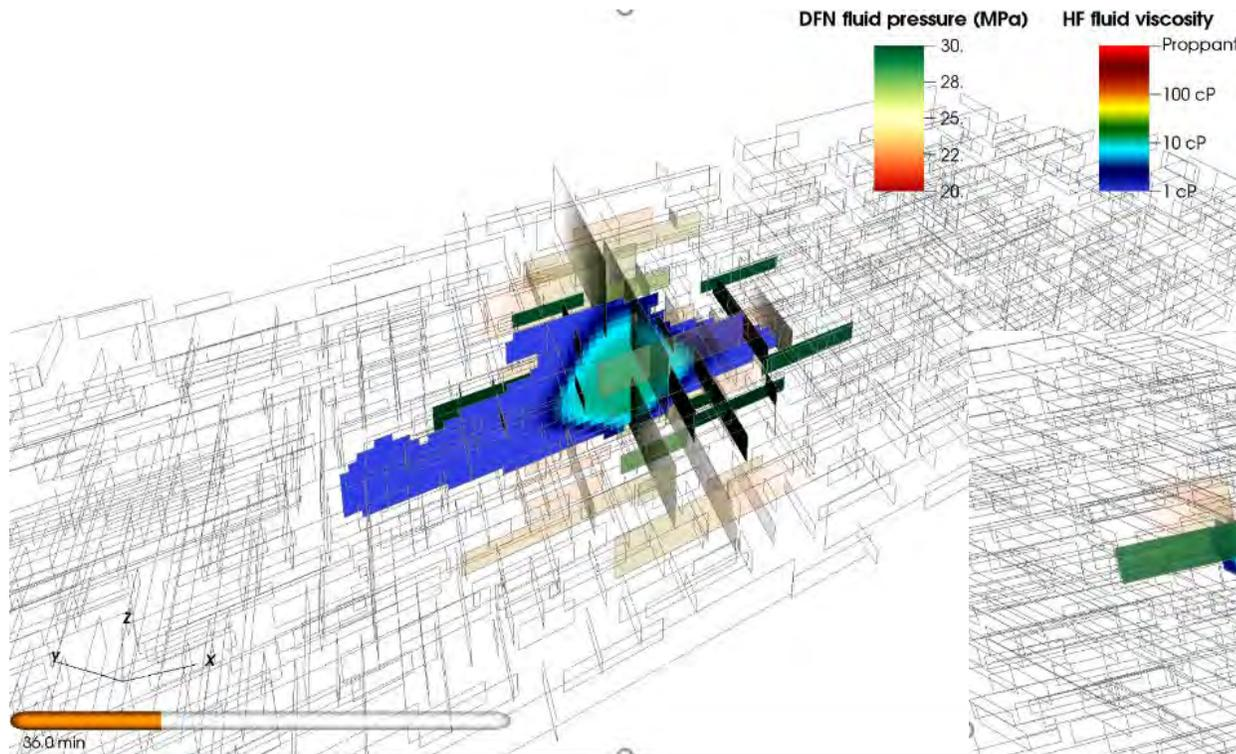 DFN fluid pressure (MPa)
HF fluid viscosity
30.
28.
25.
22.
20.
Proppant
100 cP
10 cP
1 cP
Z
Y
X
36.0 min